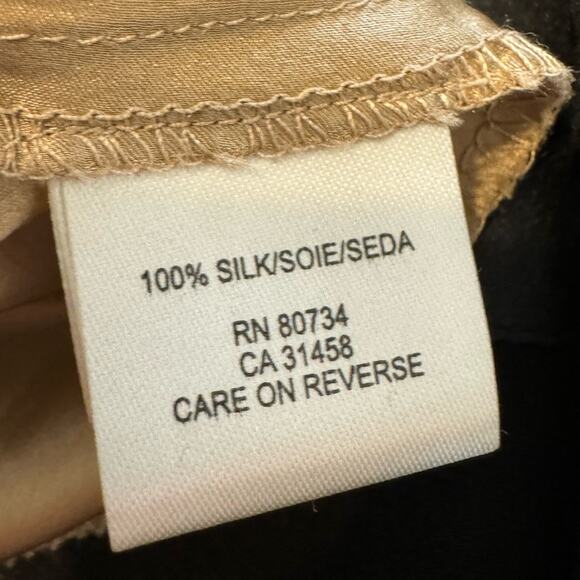 100% SILK/SOIE/SEDA
RN 80734
CA 31458
CARE ON REVERSE